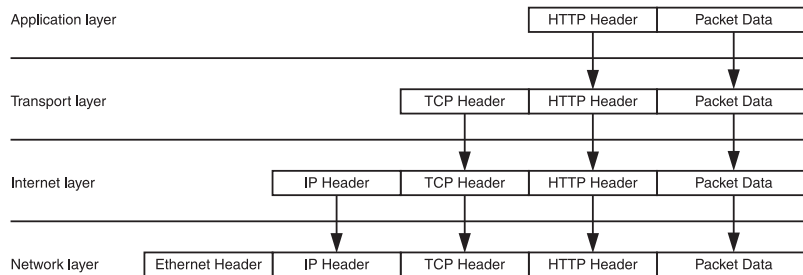 Application layer HTTP Header Packet Data
Transport layer TCP Header HTTP Header Packet Data
Internet layer IP Header TCP Header HTTP Header Packet Data
Network layer Ethernet Header IP Header TCP Header HTTP Header Packet Data